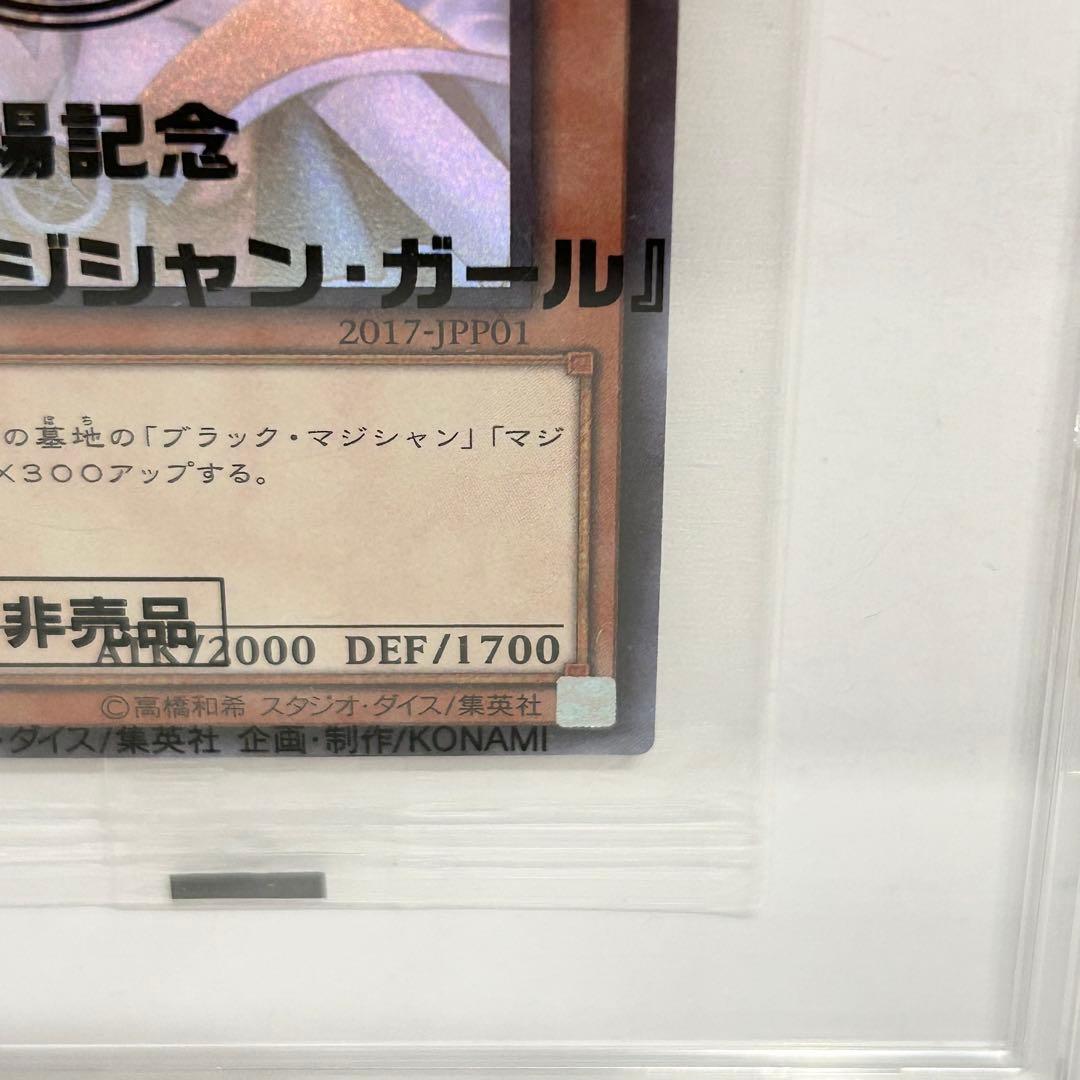 場記念
ジシャン・ガール』
2017-JPP01
の墓地の「ブラック・マジシャン」「マジ
×300アップする。
非売品
ATK/2000 DEF/1700
©高橋和希 スタジオ・ダイス/集英社
・ダイス/集英社 企画・制作/KONAMI